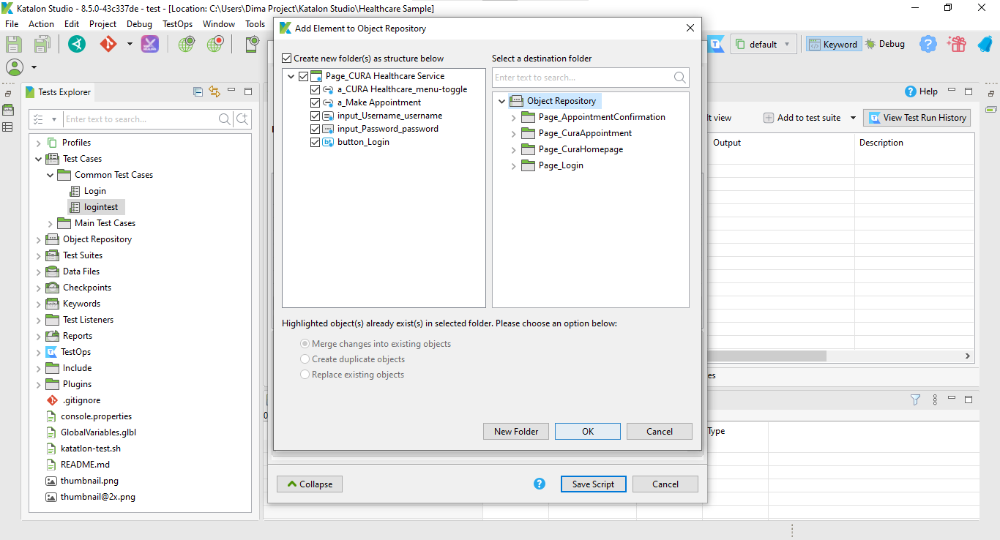 Katalon Studio - 8.5.0-43c337de - test - [Location: C:\Users\Dima Project\Katalon Studio\Healthcare Sample]
File Action Edit Project Debug TestOps Window Tools
default
Keyword
Debug
Tests Explorer
Enter text to search...
Profiles
Test Cases
Common Test Cases
Login
logintest
Main Test Cases
Object Repository
Test Suites
Data Files
Checkpoints
Keywords
Test Listeners
Reports
TestOps
Include
Plugins
.gitignore
console.properties
GlobalVariables.glbl
katatlon-test.sh
README.md
thumbnail.png
thumbnail@2x.png
Add Element to Object Repository
Create new folder(s) as structure below
Page_CURA Healthcare Service
a_CURA Healthcare_menu-toggle
a_Make Appointment
input_Username_username
input_Password_password
button_Login
Select a destination folder
Enter text to search...
Object Repository
Page_AppointmentConfirmation
Page_CuraAppointment
Page_CuraHomepage
Page_Login
Highlighted object(s) already exist(s) in selected folder. Please choose an option below:
Merge changes into existing objects
Create duplicate objects
Replace existing objects
New Folder OK Cancel
Collapse
Save Script Cancel
Help
lt view
Add to test suite
View Test Run History
Output Description
es
Type